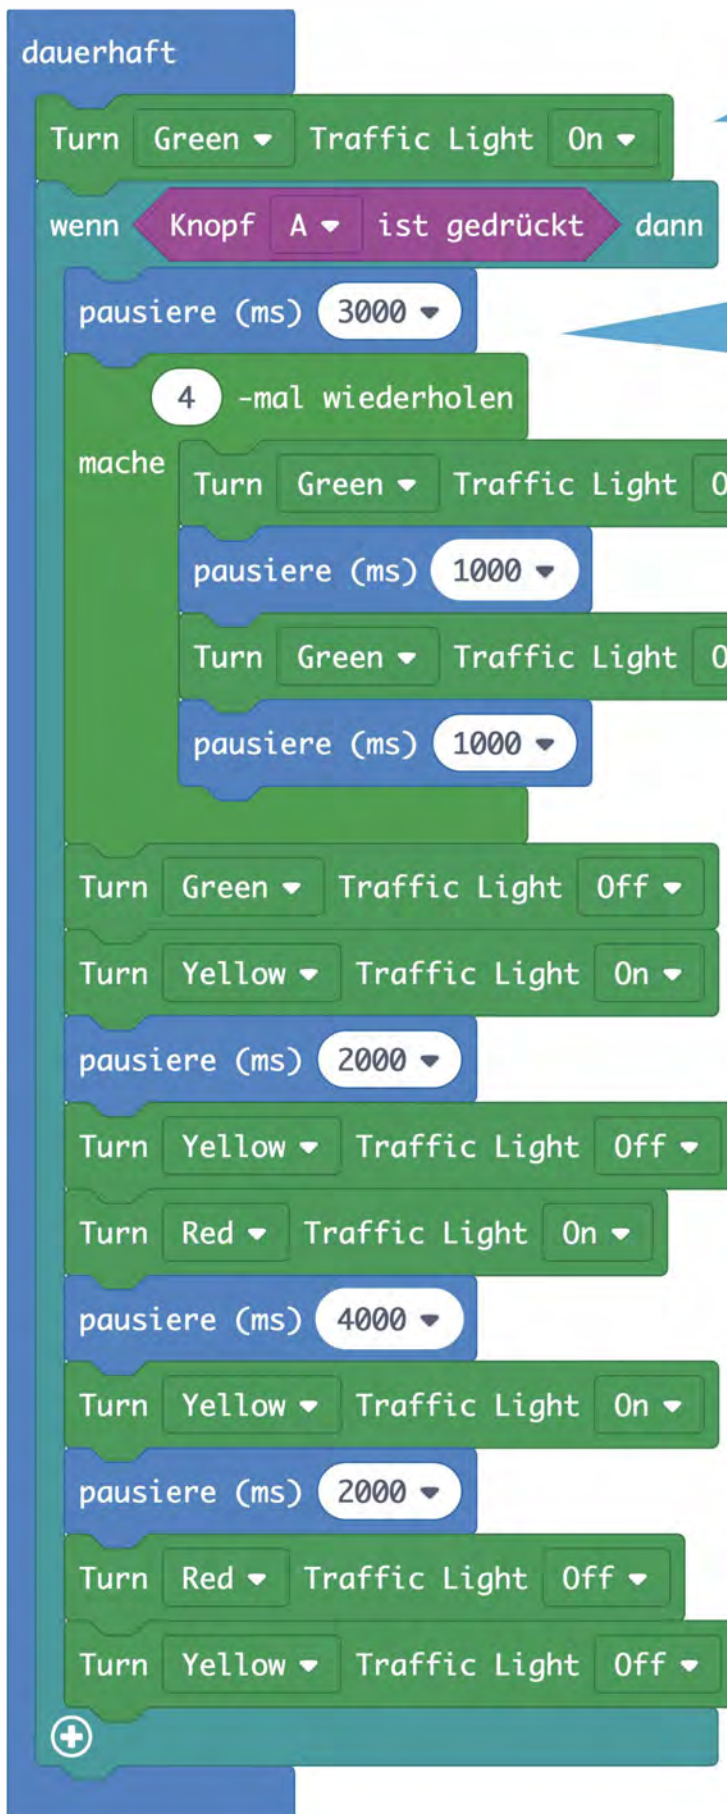 dauerhaft
Turn Green Traffic Light On
wenn Knopf A ist gedrückt dann
pausiere (ms) 3000
4 -mal wiederholen
mache
Turn Green Traffic Light
pausiere (ms) 1000
Turn Green Traffic Light
pausiere (ms) 1000
Turn Green Traffic Light Off
Turn Yellow Traffic Light On
pausiere (ms) 2000
Turn Yellow Traffic Light Off
Turn Red Traffic Light On
pausiere (ms) 4000
Turn Yellow Traffic Light On
pausiere (ms) 2000
Turn Red Traffic Light Off
Turn Yellow Traffic Light Off